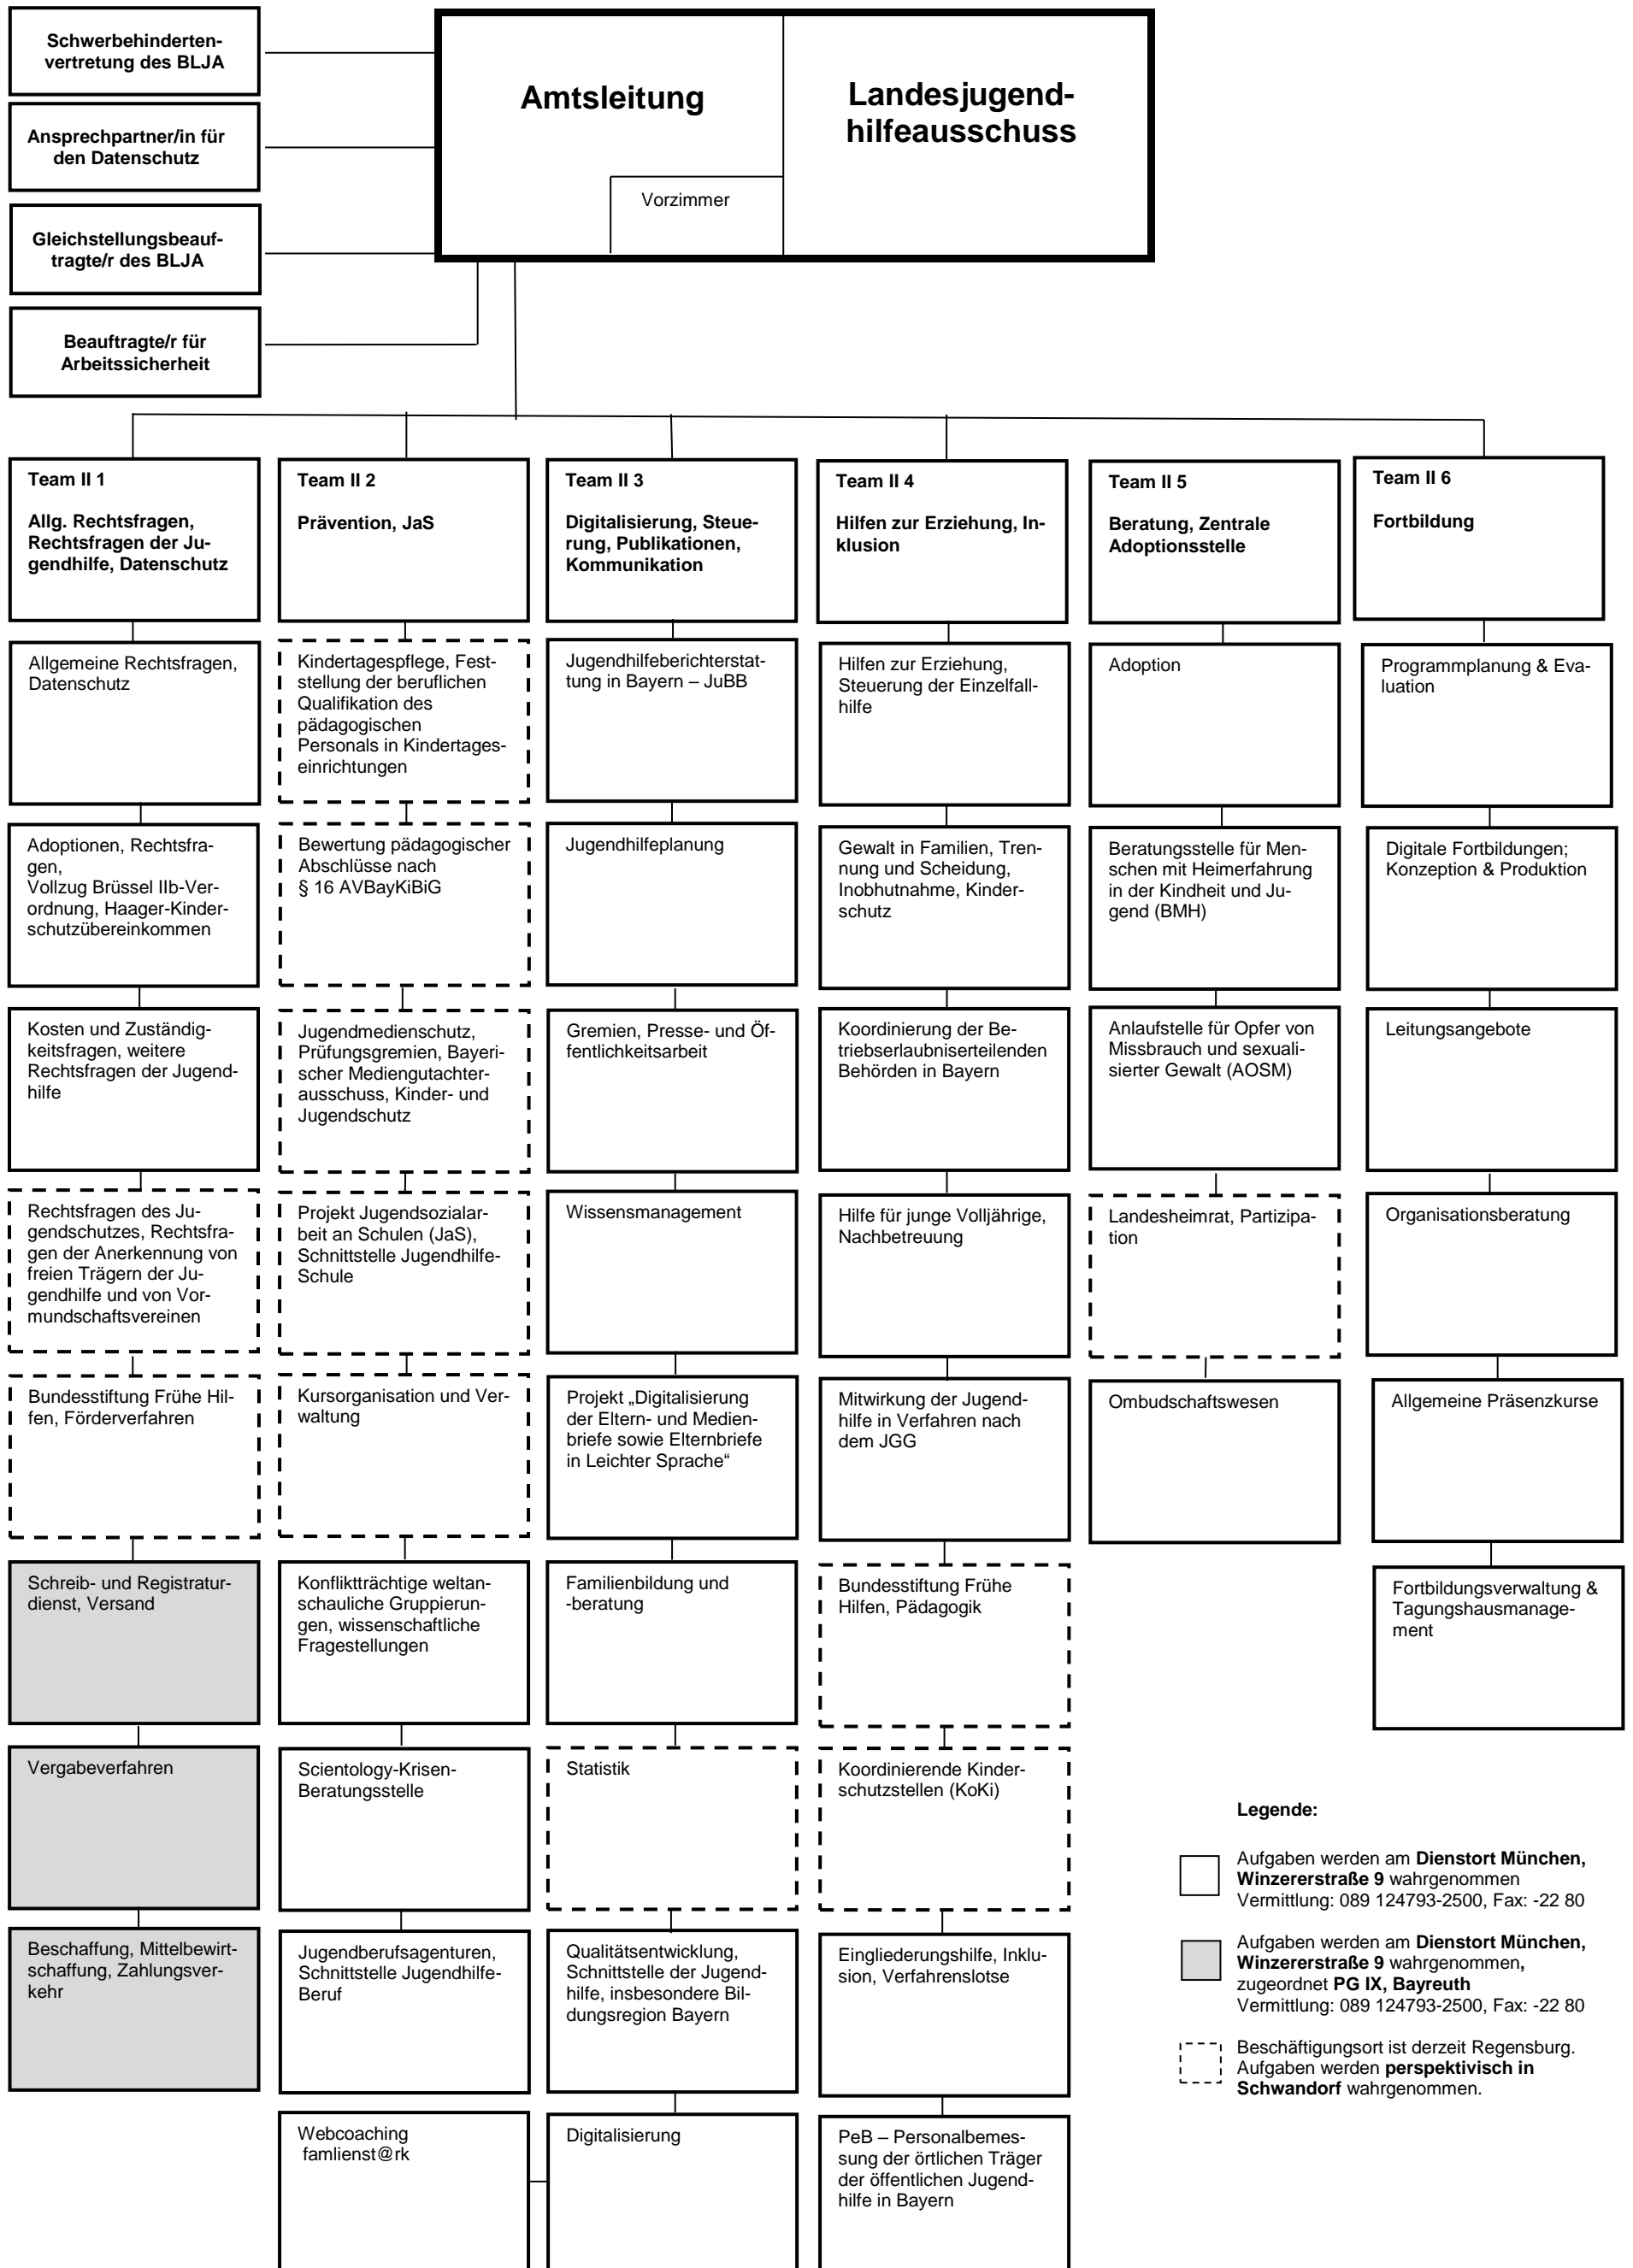 Schwerbehinderten-
vertretung des BLJA
Ansprechpartner/in für
den Datenschutz
Gleichstellungsbeauf-
tragte/r des BLJA
Beauftragte/r für
Arbeitssicherheit
Amtsleitung
Vorzimmer
Landesjugend-
hilfeausschuss
Team II 1
Allg. Rechtsfragen,
Rechtsfragen der Ju-
gendhilfe, Datenschutz
Allgemeine Rechtsfragen,
Datenschutz
Adoptionen, Rechtsfra-
gen,
Vollzug Brüssel IIb-Ver-
ordnung, Haager-Kinder-
schutzübereinkommen
Kosten und Zuständig-
keitsfragen, weitere
Rechtsfragen der Jugend-
hilfe
Rechtsfragen des Ju-
gendschutzes, Rechtsfra-
gen der Anerkennung von
freien Trägern der Ju-
gendhilfe und von Vor-
mundschaftsvereinen
Bundesstiftung Frühe Hil-
fen, Förderverfahren
Schreib- und Registratur-
dienst, Versand
Vergabeverfahren
Beschaffung, Mittelbewirt-
schaffung, Zahlungsver-
kehr
Team II 2
Prävention, JaS
Kindertagespflege, Fest-
stellung der beruflichen
Qualifikation des
pädagogischen
Personals in Kindertages-
einrichtungen
Bewertung pädagogischer
Abschlüsse nach
§ 16 AVBayKiBiG
Jugendmedienschutz,
Prüfungsgremien, Bayeri-
scher Mediengutachter-
ausschuss, Kinder- und
Jugendschutz
Projekt Jugendsozialar-
beit an Schulen (JaS),
Schnittstelle Jugendhilfe-
Schule
Kursorganisation und Ver-
waltung
Konfliktträchtige weltan-
schauliche Gruppierun-
gen, wissenschaftliche
Fragestellungen
Scientology-Krisen-
Beratungsstelle
Jugendberufsagenturen,
Schnittstelle Jugendhilfe-
Beruf
Webcoaching
famlienst@rk
Team II 3
Digitalisierung, Steue-
rung, Publikationen,
Kommunikation
Jugendhilfeberichterstat-
tung in Bayern – JuBB
Jugendhilfeplanung
Gremien, Presse- und Öf-
fentlichkeitsarbeit
Wissensmanagement
Projekt „Digitalisierung
der Eltern- und Medien-
briefe sowie Elternbriefe
in Leichter Sprache“
Familienbildung und
-beratung
Statistik
Qualitätsentwicklung,
Schnittstelle der Jugend-
hilfe, insbesondere Bil-
dungsregion Bayern
Digitalisierung
Team II 4
Hilfen zur Erziehung, In-
klusion
Hilfen zur Erziehung,
Steuerung der Einzelfall-
hilfe
Gewalt in Familien, Tren-
nung und Scheidung,
Inobhutnahme, Kinder-
schutz
Koordinierung der Be-
triebserlaubniserteilenden
Behörden in Bayern
Hilfe für junge Volljährige,
Nachbetreuung
Mitwirkung der Jugend-
hilfe in Verfahren nach
dem JGG
Bundesstiftung Frühe
Hilfen, Pädagogik
Koordinierende Kinder-
schutzstellen (KoKi)
Eingliederungshilfe, Inklu-
sion, Verfahrenslotse
PeB – Personalbemes-
sung der örtlichen Träger
der öffentlichen Jugend-
hilfe in Bayern
Team II 5
Beratung, Zentrale
Adoptionsstelle
Adoption
Beratungsstelle für Men-
schen mit Heimerfahrung
in der Kindheit und Ju-
gend (BMH)
Anlaufstelle für Opfer von
Missbrauch und sexuali-
sierter Gewalt (AOSM)
Landesheimrat, Partizipa-
tion
Ombudschaftswesen
Team II 6
Fortbildung
Programmplanung & Eva-
luation
Digitale Fortbildungen;
Konzeption & Produktion
Leitungsangebote
Organisationsberatung
Allgemeine Präsenzkurse
Fortbildungsverwaltung &
Tagungshausmanage-
ment
Legende:
Aufgaben werden am Dienstort München,
Winzererstraße 9 wahrgenommen
Vermittlung: 089 124793-2500, Fax: -22 80
Aufgaben werden am Dienstort München,
Winzererstraße 9 wahrgenommen,
zugeordnet PG IX, Bayreuth
Vermittlung: 089 124793-2500, Fax: -22 80
Beschäftigungsort ist derzeit Regensburg.
Aufgaben werden perspektivisch in
Schwandorf wahrgenommen.